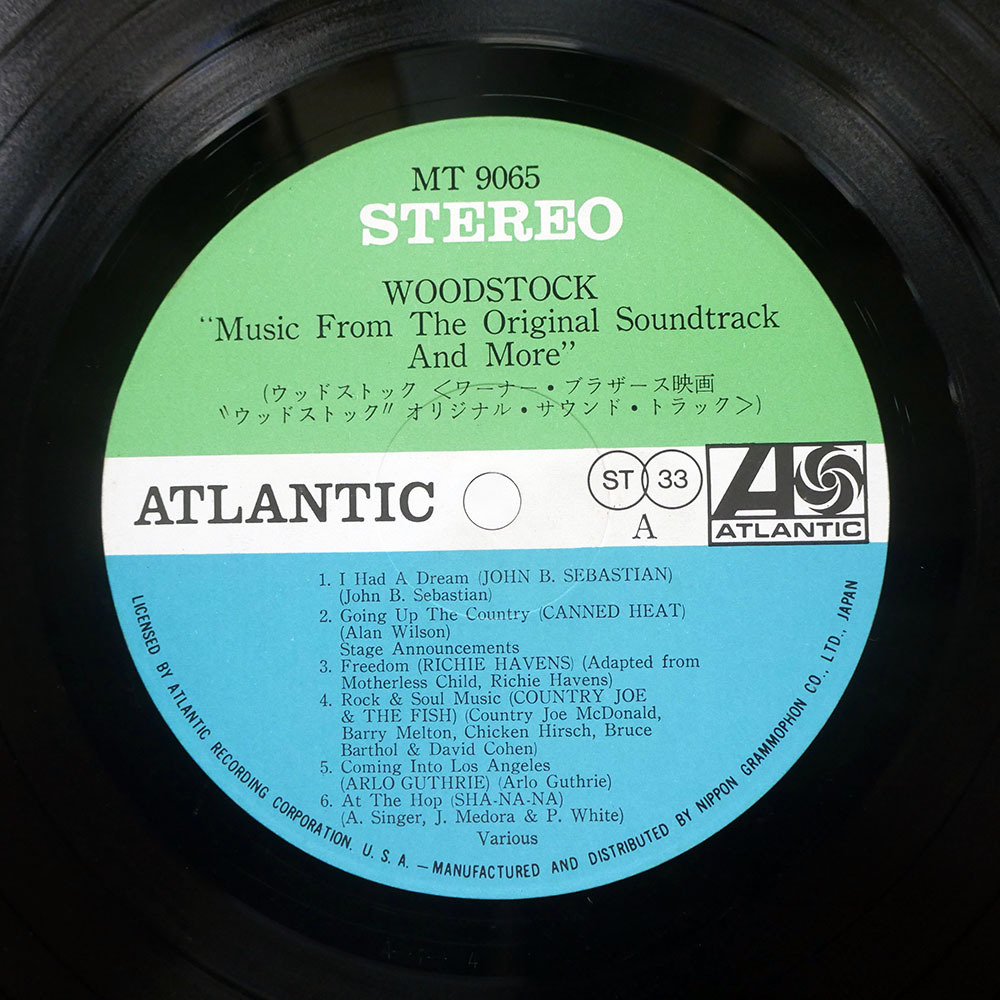 MT 9065
STEREO
WOODSTOCK
“Music From The Original Soundtrack
And More”
(ウッドストック ＜ワーナー・ブラザース映画
〝ウッドストック〟オリジナル・サウンド・トラック＞)
ATLANTIC
ST 33
A
ATLANTIC
1. I Had A Dream (JOHN B. SEBASTIAN)
(John B. Sebastian)
2. Going Up The Country (CANNED HEAT)
(Alan Wilson)
Stage Announcements
3. Freedom (RICHIE HAVENS) (Adapted from
Motherless Child, Richie Havens)
4. Rock & Soul Music (COUNTRY JOE
& THE FISH) (Country Joe McDonald,
Barry Melton, Chicken Hirsch, Bruce
Barthol & David Cohen)
5. Coming Into Los Angeles
(ARLO GUTHRIE) (Arlo Guthrie)
6. At The Hop (SHA-NA-NA)
(A. Singer, J. Medora & P. White)
Various
LICENSED BY ATLANTIC RECORDING CORPORATION. U. S. A. — MANUFACTURED AND DISTRIBUTED BY NIPPON GRAMMOPHON CO., LTD., JAPAN